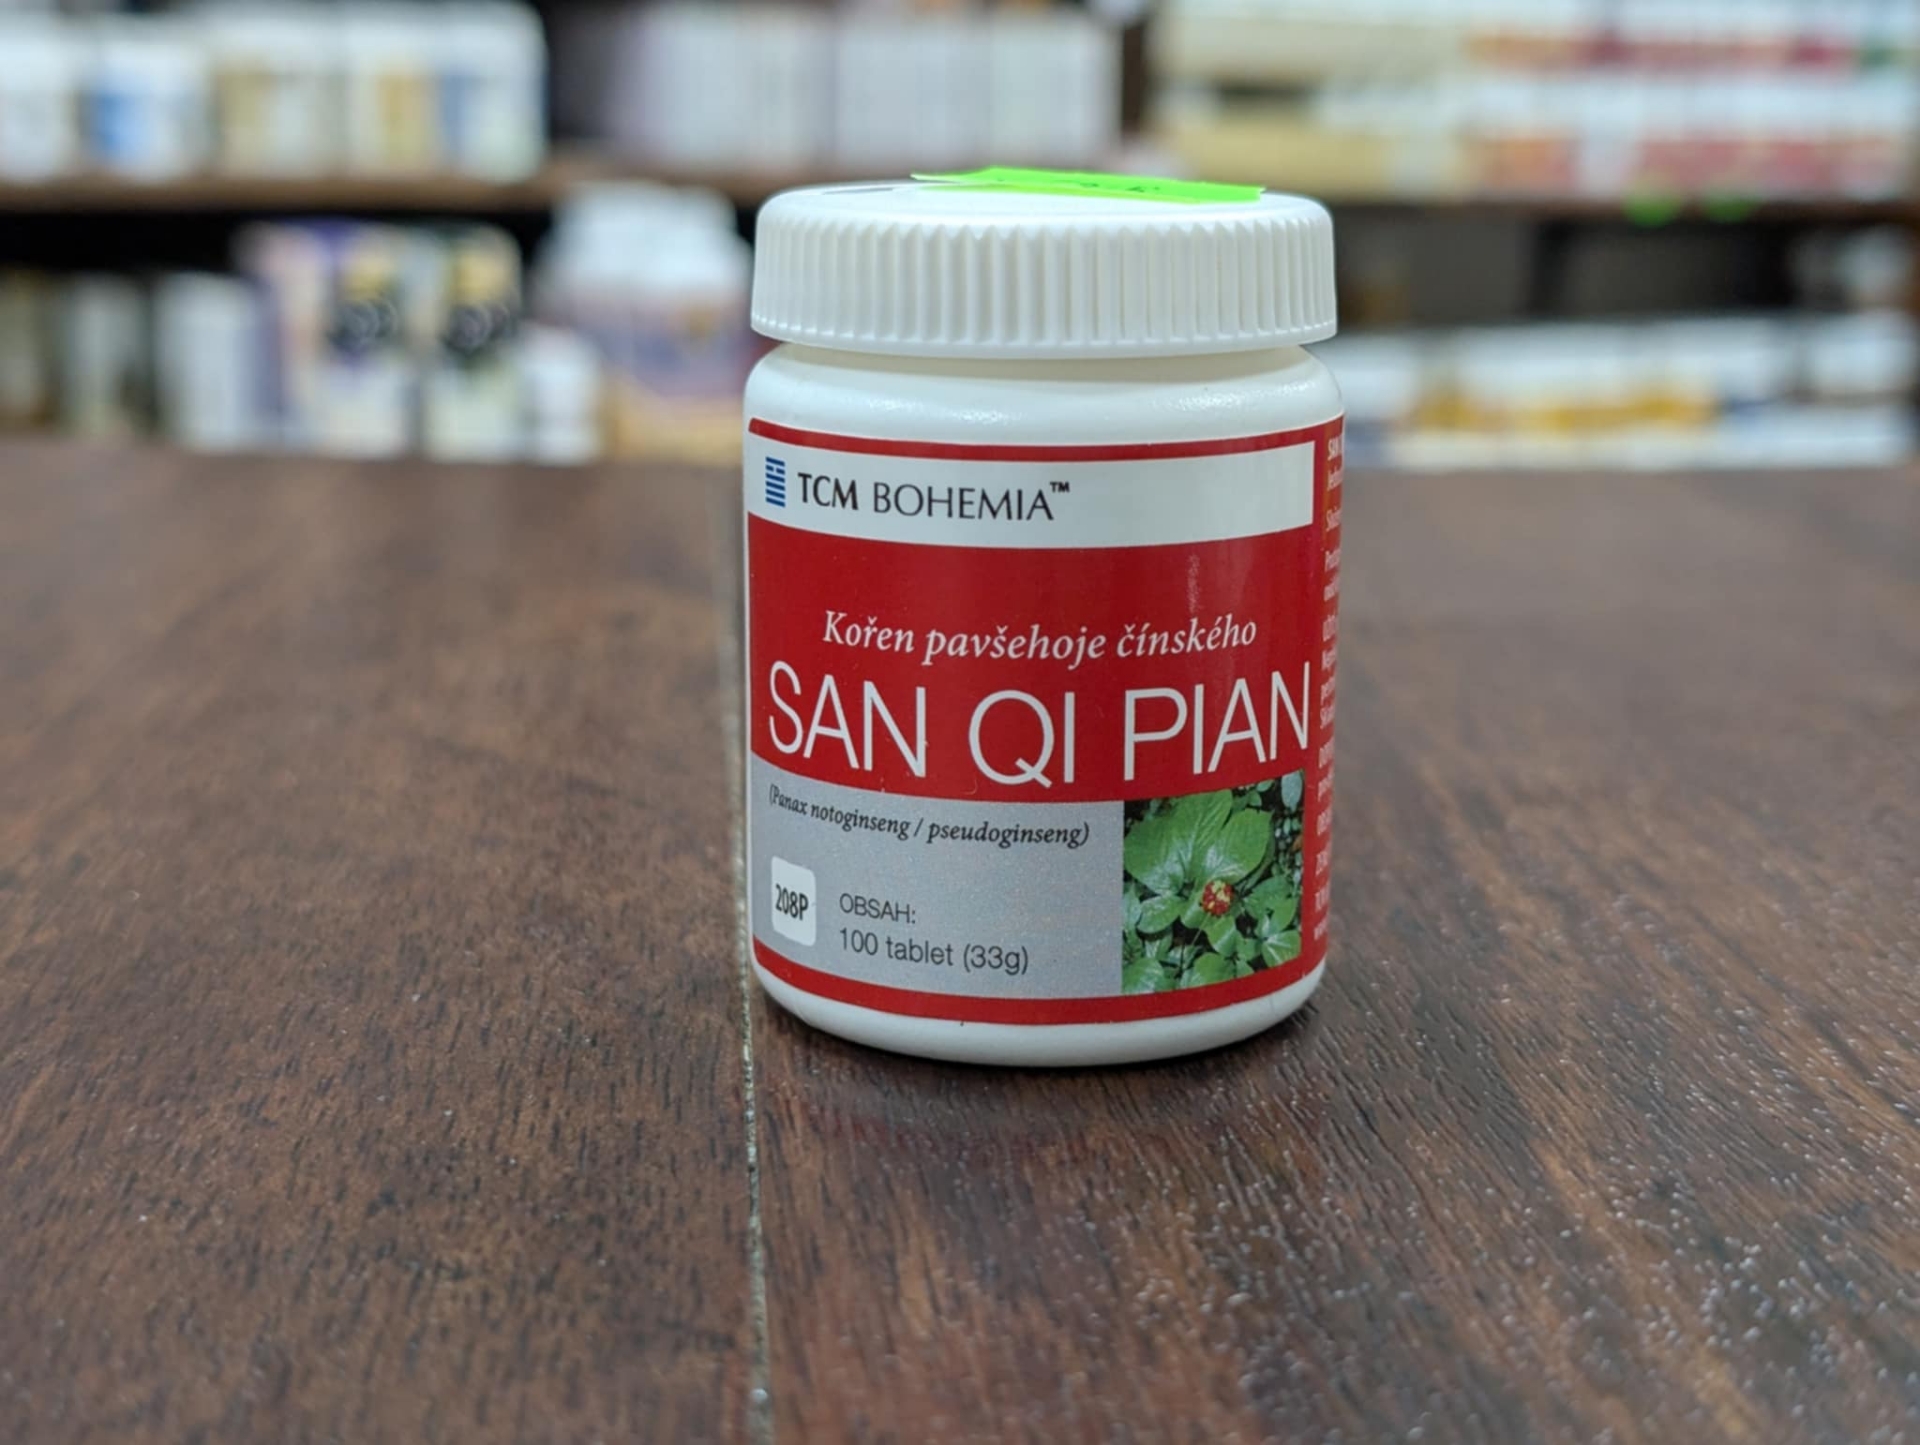 TCM BOHEMIA™
Kořen pavšehoje čínského
SAN QI PIAN
(Panax notoginseng / pseudoginseng)
208P
OBSAH:
100 tablet (33g)